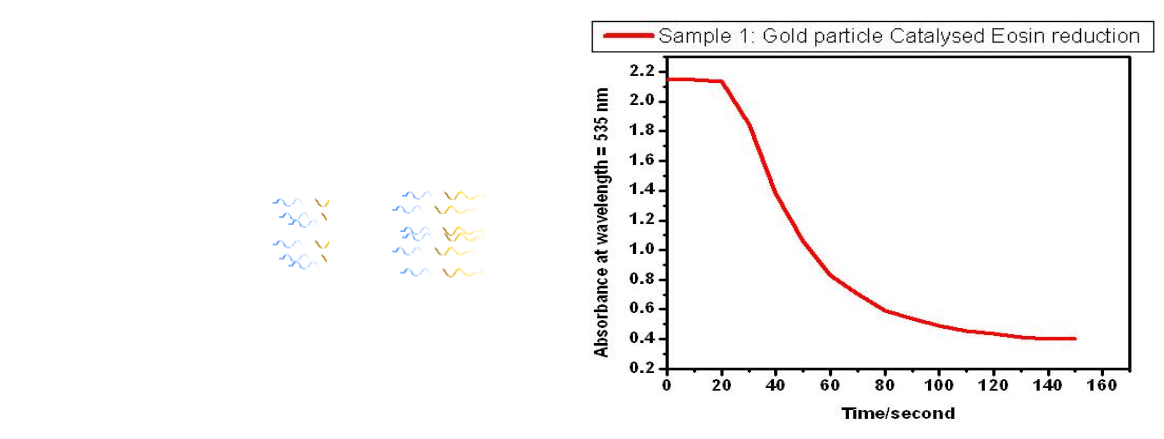 Sample 1: Gold particle Catalysed Eosin reduction
Absorbance at wavelength = 535 nm
2.2
2.0
1.8
1.6
1.4
1.2
1.0
0.8
0.6
0.4
0.2
0 20 40 60 80 100 120 140 160
Time/second